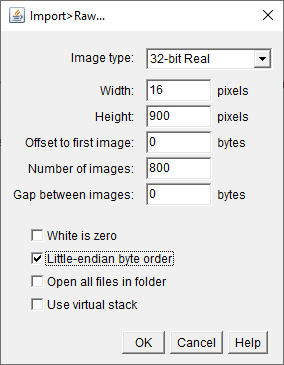 Import>Raw...
Image type: 32-bit Real
Width: 16 pixels
Height: 900 pixels
Offset to first image: 0 bytes
Number of images: 800
Gap between images: 0 bytes
White is zero
Little-endian byte order
Open all files in folder
Use virtual stack
OK Cancel Help